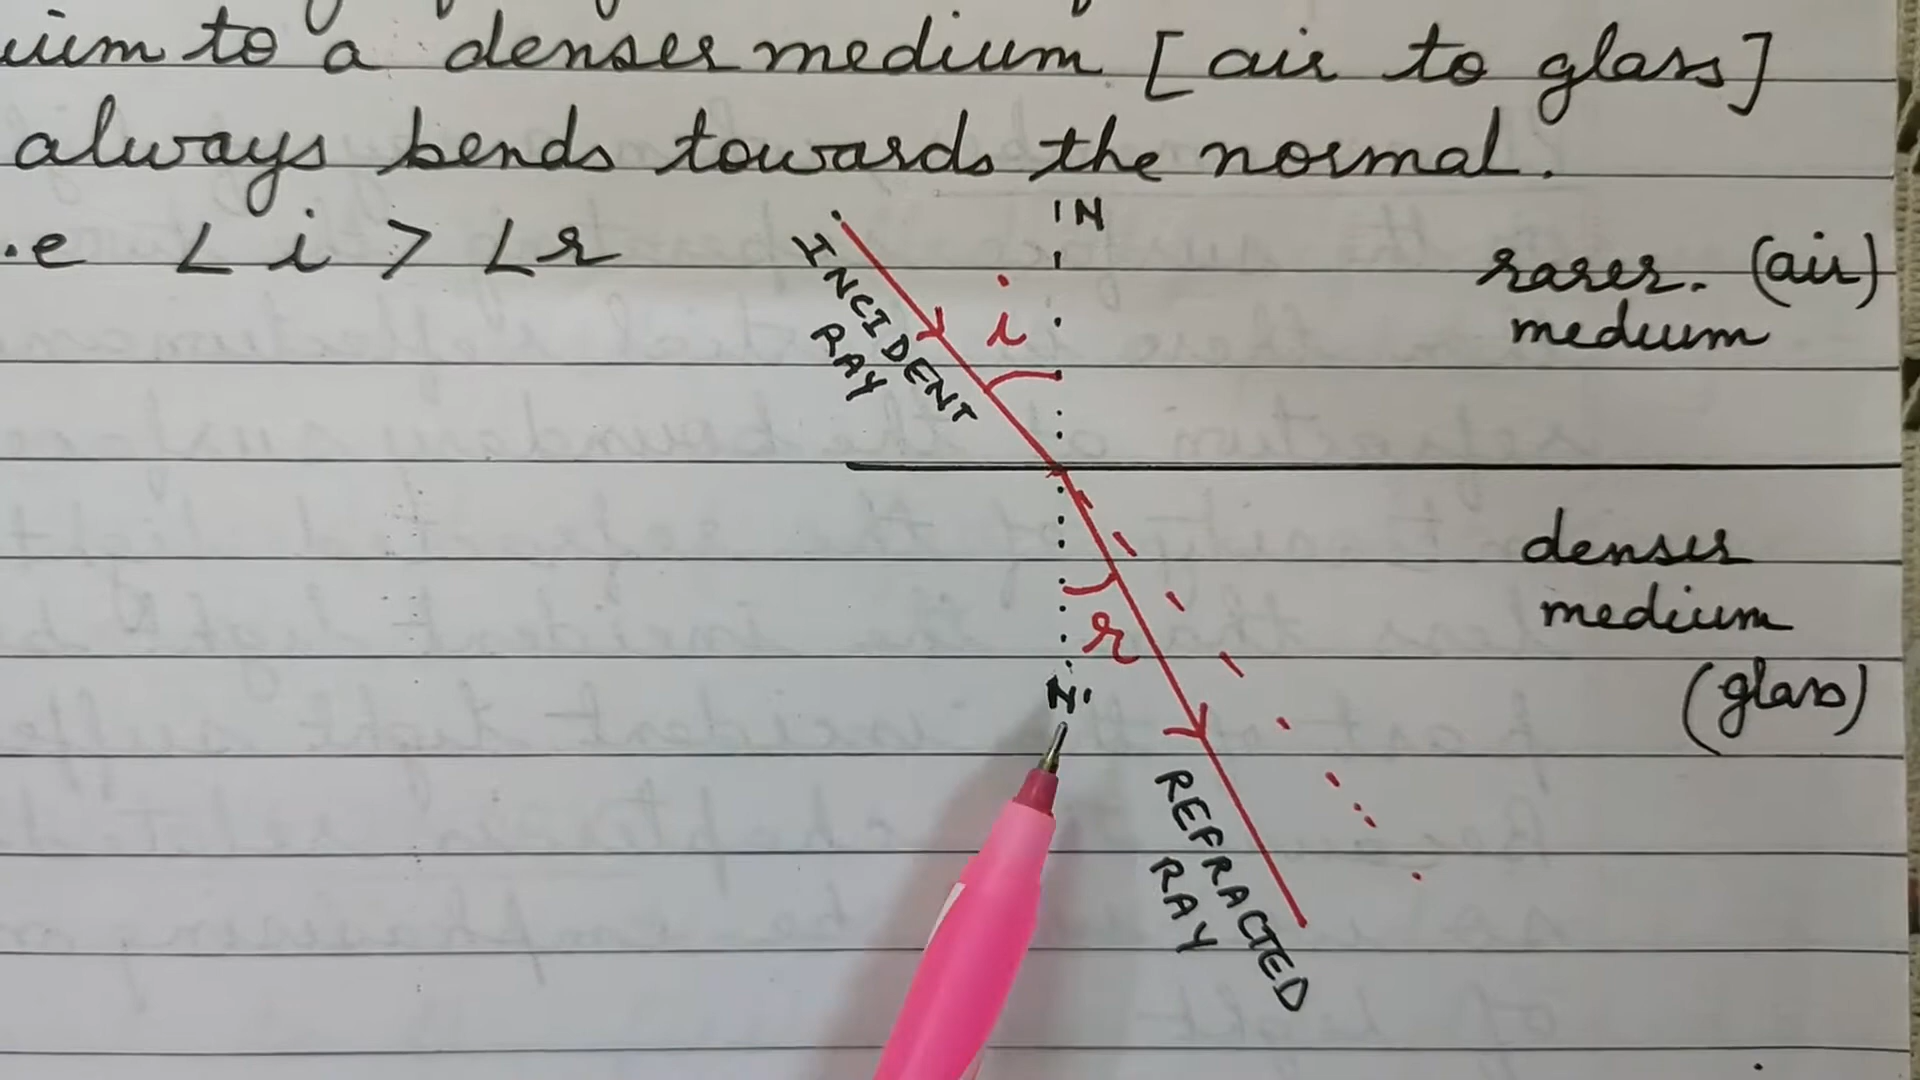 to a denser medium [air to glass]
always bends towards the normal.
.e ∠i > ∠r
N
rarer. (air)
medium
INCIDENT
RAY
i
denser
medium
(glass)
r
N'
REFRACTED
RAY